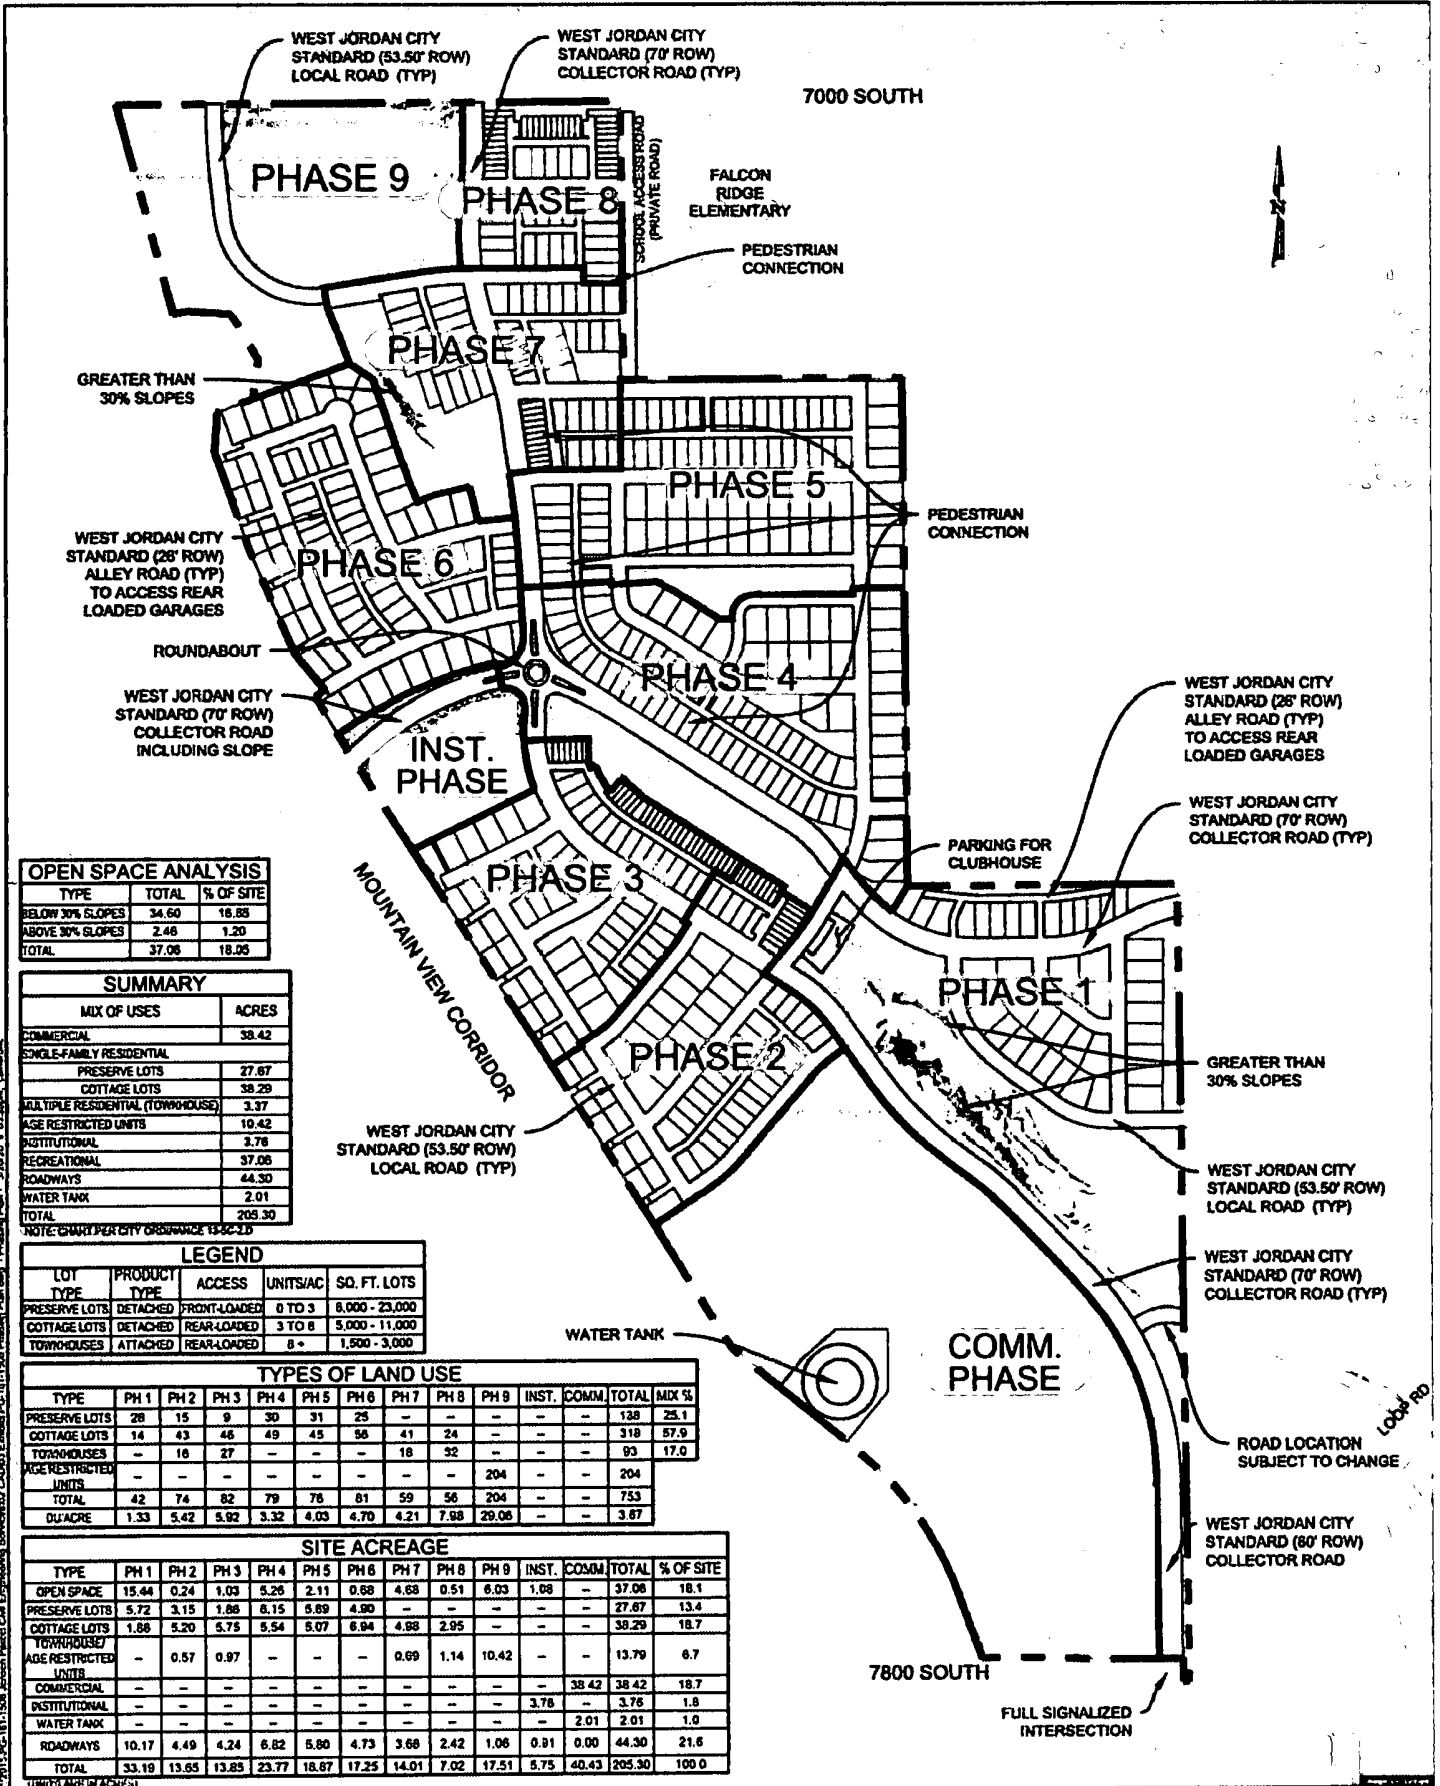 WEST JORDAN CITY
STANDARD (53.50' ROW)
LOCAL ROAD (TYP)
WEST JORDAN CITY
STANDARD (70' ROW)
COLLECTOR ROAD (TYP)
7000 SOUTH
PHASE 9
PHASE 8
SCHOOL ACCESS ROAD
(PRIVATE ROAD)
FALCON
RIDGE
ELEMENTARY
N
PEDESTRIAN
CONNECTION
PHASE 7
GREATER THAN
30% SLOPES
PHASE 5
PEDESTRIAN
CONNECTION
WEST JORDAN CITY
STANDARD (26' ROW)
ALLEY ROAD (TYP)
TO ACCESS REAR
LOADED GARAGES
PHASE 6
ROUNDABOUT
PHASE 4
WEST JORDAN CITY
STANDARD (70' ROW)
COLLECTOR ROAD
INCLUDING SLOPE
INST.
PHASE
WEST JORDAN CITY
STANDARD (26' ROW)
ALLEY ROAD (TYP)
TO ACCESS REAR
LOADED GARAGES
WEST JORDAN CITY
STANDARD (70' ROW)
COLLECTOR ROAD (TYP)
PARKING FOR
CLUBHOUSE
PHASE 3
MOUNTAIN VIEW CORRIDOR
PHASE 1
PHASE 2
GREATER THAN
30% SLOPES
WEST JORDAN CITY
STANDARD (53.50' ROW)
LOCAL ROAD (TYP)
WEST JORDAN CITY
STANDARD (53.50' ROW)
LOCAL ROAD (TYP)
WEST JORDAN CITY
STANDARD (70' ROW)
COLLECTOR ROAD (TYP)
WATER TANK
COMM.
PHASE
LOOP RD
ROAD LOCATION
SUBJECT TO CHANGE
WEST JORDAN CITY
STANDARD (60' ROW)
COLLECTOR ROAD
7800 SOUTH
FULL SIGNALIZED
INTERSECTION
OPEN SPACE ANALYSIS
TYPE TOTAL % OF SITE
BELOW 30% SLOPES 34.60 16.85
ABOVE 30% SLOPES 2.46 1.20
TOTAL 37.06 18.05
SUMMARY
MIX OF USES ACRES
COMMERCIAL 38.42
SINGLE-FAMILY RESIDENTIAL
PRESERVE LOTS 27.67
COTTAGE LOTS 38.29
MULTIPLE RESIDENTIAL (TOWNHOUSE) 3.37
AGE RESTRICTED UNITS 10.42
INSTITUTIONAL 3.76
RECREATIONAL 37.06
ROADWAYS 44.30
WATER TANK 2.01
TOTAL 205.30
NOTE: CHART PER CITY ORDINANCE
LEGEND
LOT TYPE PRODUCT TYPE ACCESS UNITS/AC SQ. FT. LOTS
PRESERVE LOTS DETACHED FRONT-LOADED 0 TO 3 8,000 - 23,000
COTTAGE LOTS DETACHED REAR-LOADED 3 TO 8 5,000 - 11,000
TOWNHOUSES ATTACHED REAR-LOADED 8 + 1,500 - 3,000
TYPES OF LAND USE
TYPE PH 1 PH 2 PH 3 PH 4 PH 5 PH 6 PH 7 PH 8 PH 9 INST. COMM. TOTAL MIX %
PRESERVE LOTS 28 15 9 30 31 25 - - - - - 138 25.1
COTTAGE LOTS 14 43 46 49 45 56 41 24 - - - 318 57.9
TOWNHOUSES - 16 27 - - - 18 32 - - - 93 17.0
AGE RESTRICTED UNITS - - - - - - - - 204 - - 204
TOTAL 42 74 82 79 76 81 59 56 204 - - 753
DU/ACRE 1.33 5.42 5.92 3.32 4.03 4.70 4.21 7.98 29.06 - - 3.67
SITE ACREAGE
TYPE PH 1 PH 2 PH 3 PH 4 PH 5 PH 6 PH 7 PH 8 PH 9 INST. COMM. TOTAL % OF SITE
OPEN SPACE 15.44 0.24 1.03 5.26 2.11 0.68 4.68 0.51 6.03 1.08 - 37.06 18.1
PRESERVE LOTS 5.72 3.15 1.86 6.15 5.89 4.90 - - - - - 27.67 13.4
COTTAGE LOTS 1.86 5.20 5.75 5.54 5.07 6.94 4.98 2.95 - - - 38.29 18.7
TOWNHOUSE/ AGE RESTRICTED UNITS - 0.57 0.97 - - - 0.69 1.14 10.42 - - 13.79 6.7
COMMERCIAL - - - - - - - - - - 38.42 38.42 18.7
INSTITUTIONAL - - - - - - - - - 3.76 - 3.76 1.8
WATER TANK - - - - - - - - - - 2.01 2.01 1.0
ROADWAYS 10.17 4.49 4.24 6.82 5.80 4.73 3.66 2.42 1.06 0.91 0.00 44.30 21.6
TOTAL 33.19 13.65 13.85 23.77 18.87 17.25 14.01 7.02 17.51 5.75 40.43 205.30 100.0